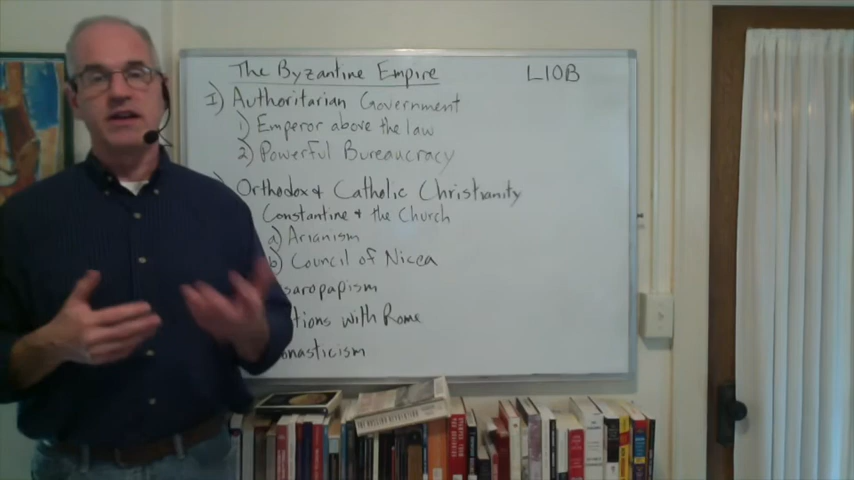 The Byzantine Empire
L10B
I) Authoritarian Government
1) Emperor above the law
2) Powerful Bureaucracy
) Orthodox & Catholic Christianity
Constantine & the Church
a) Arianism
b) Council of Nicea
saropapism
tions with Rome
onasticism